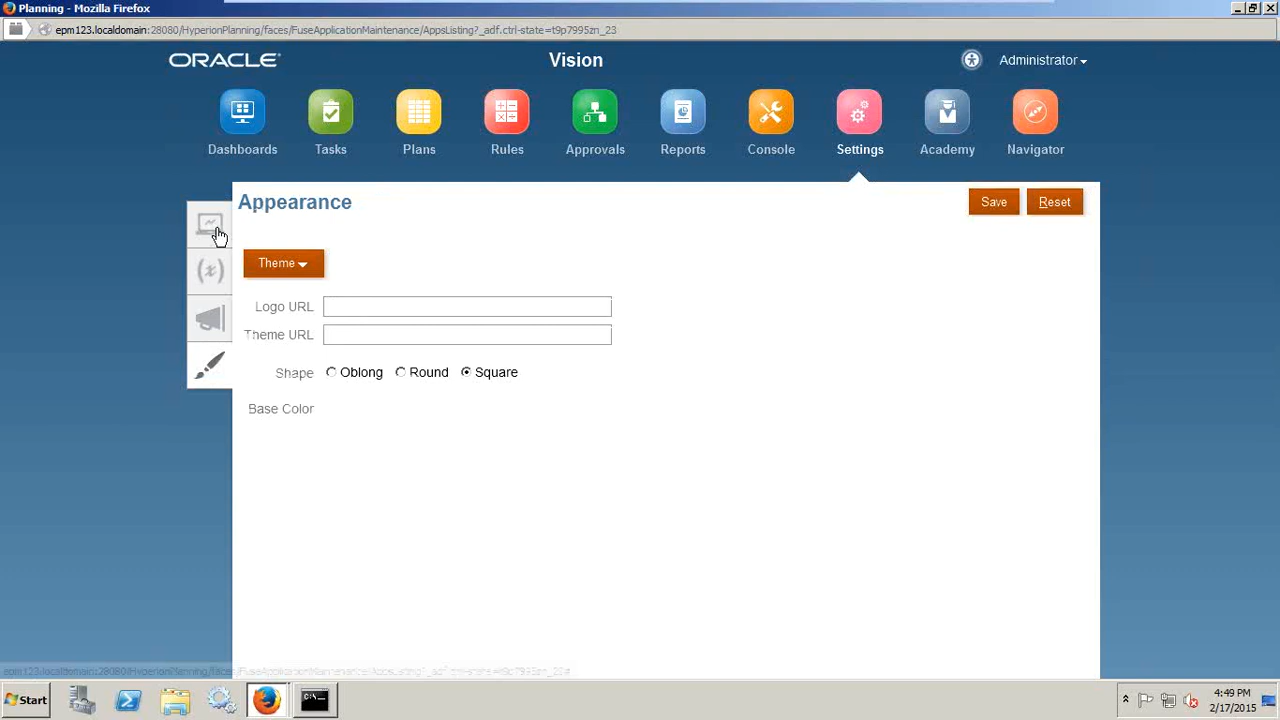 Planning - Mozilla Firefox
epm123.localdomain:28080/HyperionPlanning/faces/FuseApplicationMaintenance/AppsListing?_adf.ctrl-state=t9p7995zn_23
ORACLE
Vision
Administrator
Dashboards
Tasks
Plans
Rules
Approvals
Reports
Console
Settings
Academy
Navigator
Appearance
Save
Reset
(x)
Theme
Logo URL
Theme URL
Shape
Oblong
Round
Square
Base Color
Start
C:\.
4:49 PM
2/17/2015